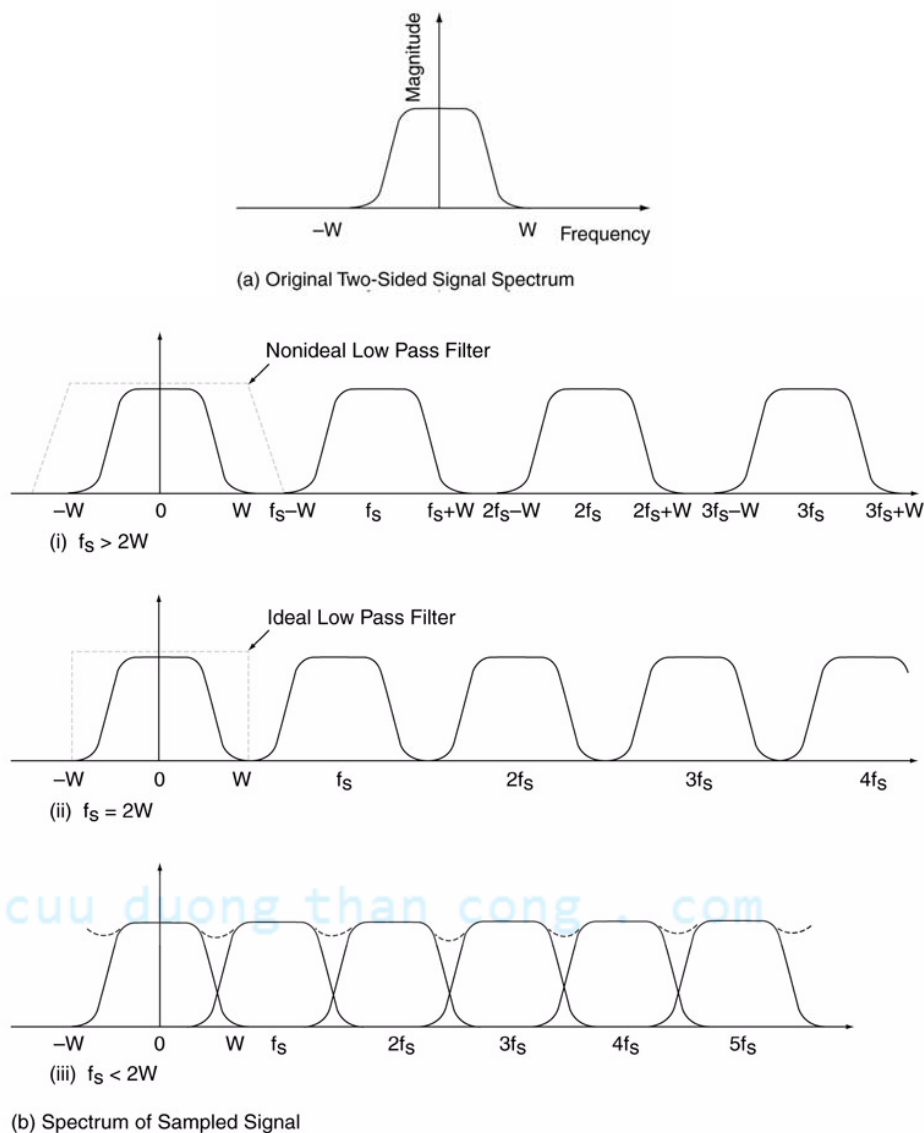 Magnitude
–W W Frequency
(a) Original Two-Sided Signal Spectrum
Nonideal Low Pass Filter
–W 0 W fS–W fS fS+W 2fS–W 2fS 2fS+W 3fS–W 3fS 3fS+W
(i) fS > 2W
Ideal Low Pass Filter
–W 0 W fS 2fS 3fS 4fS
(ii) fS = 2W
cuu duong than cong . com
–W 0 W fS 2fS 3fS 4fS 5fS
(iii) fS < 2W
(b) Spectrum of Sampled Signal